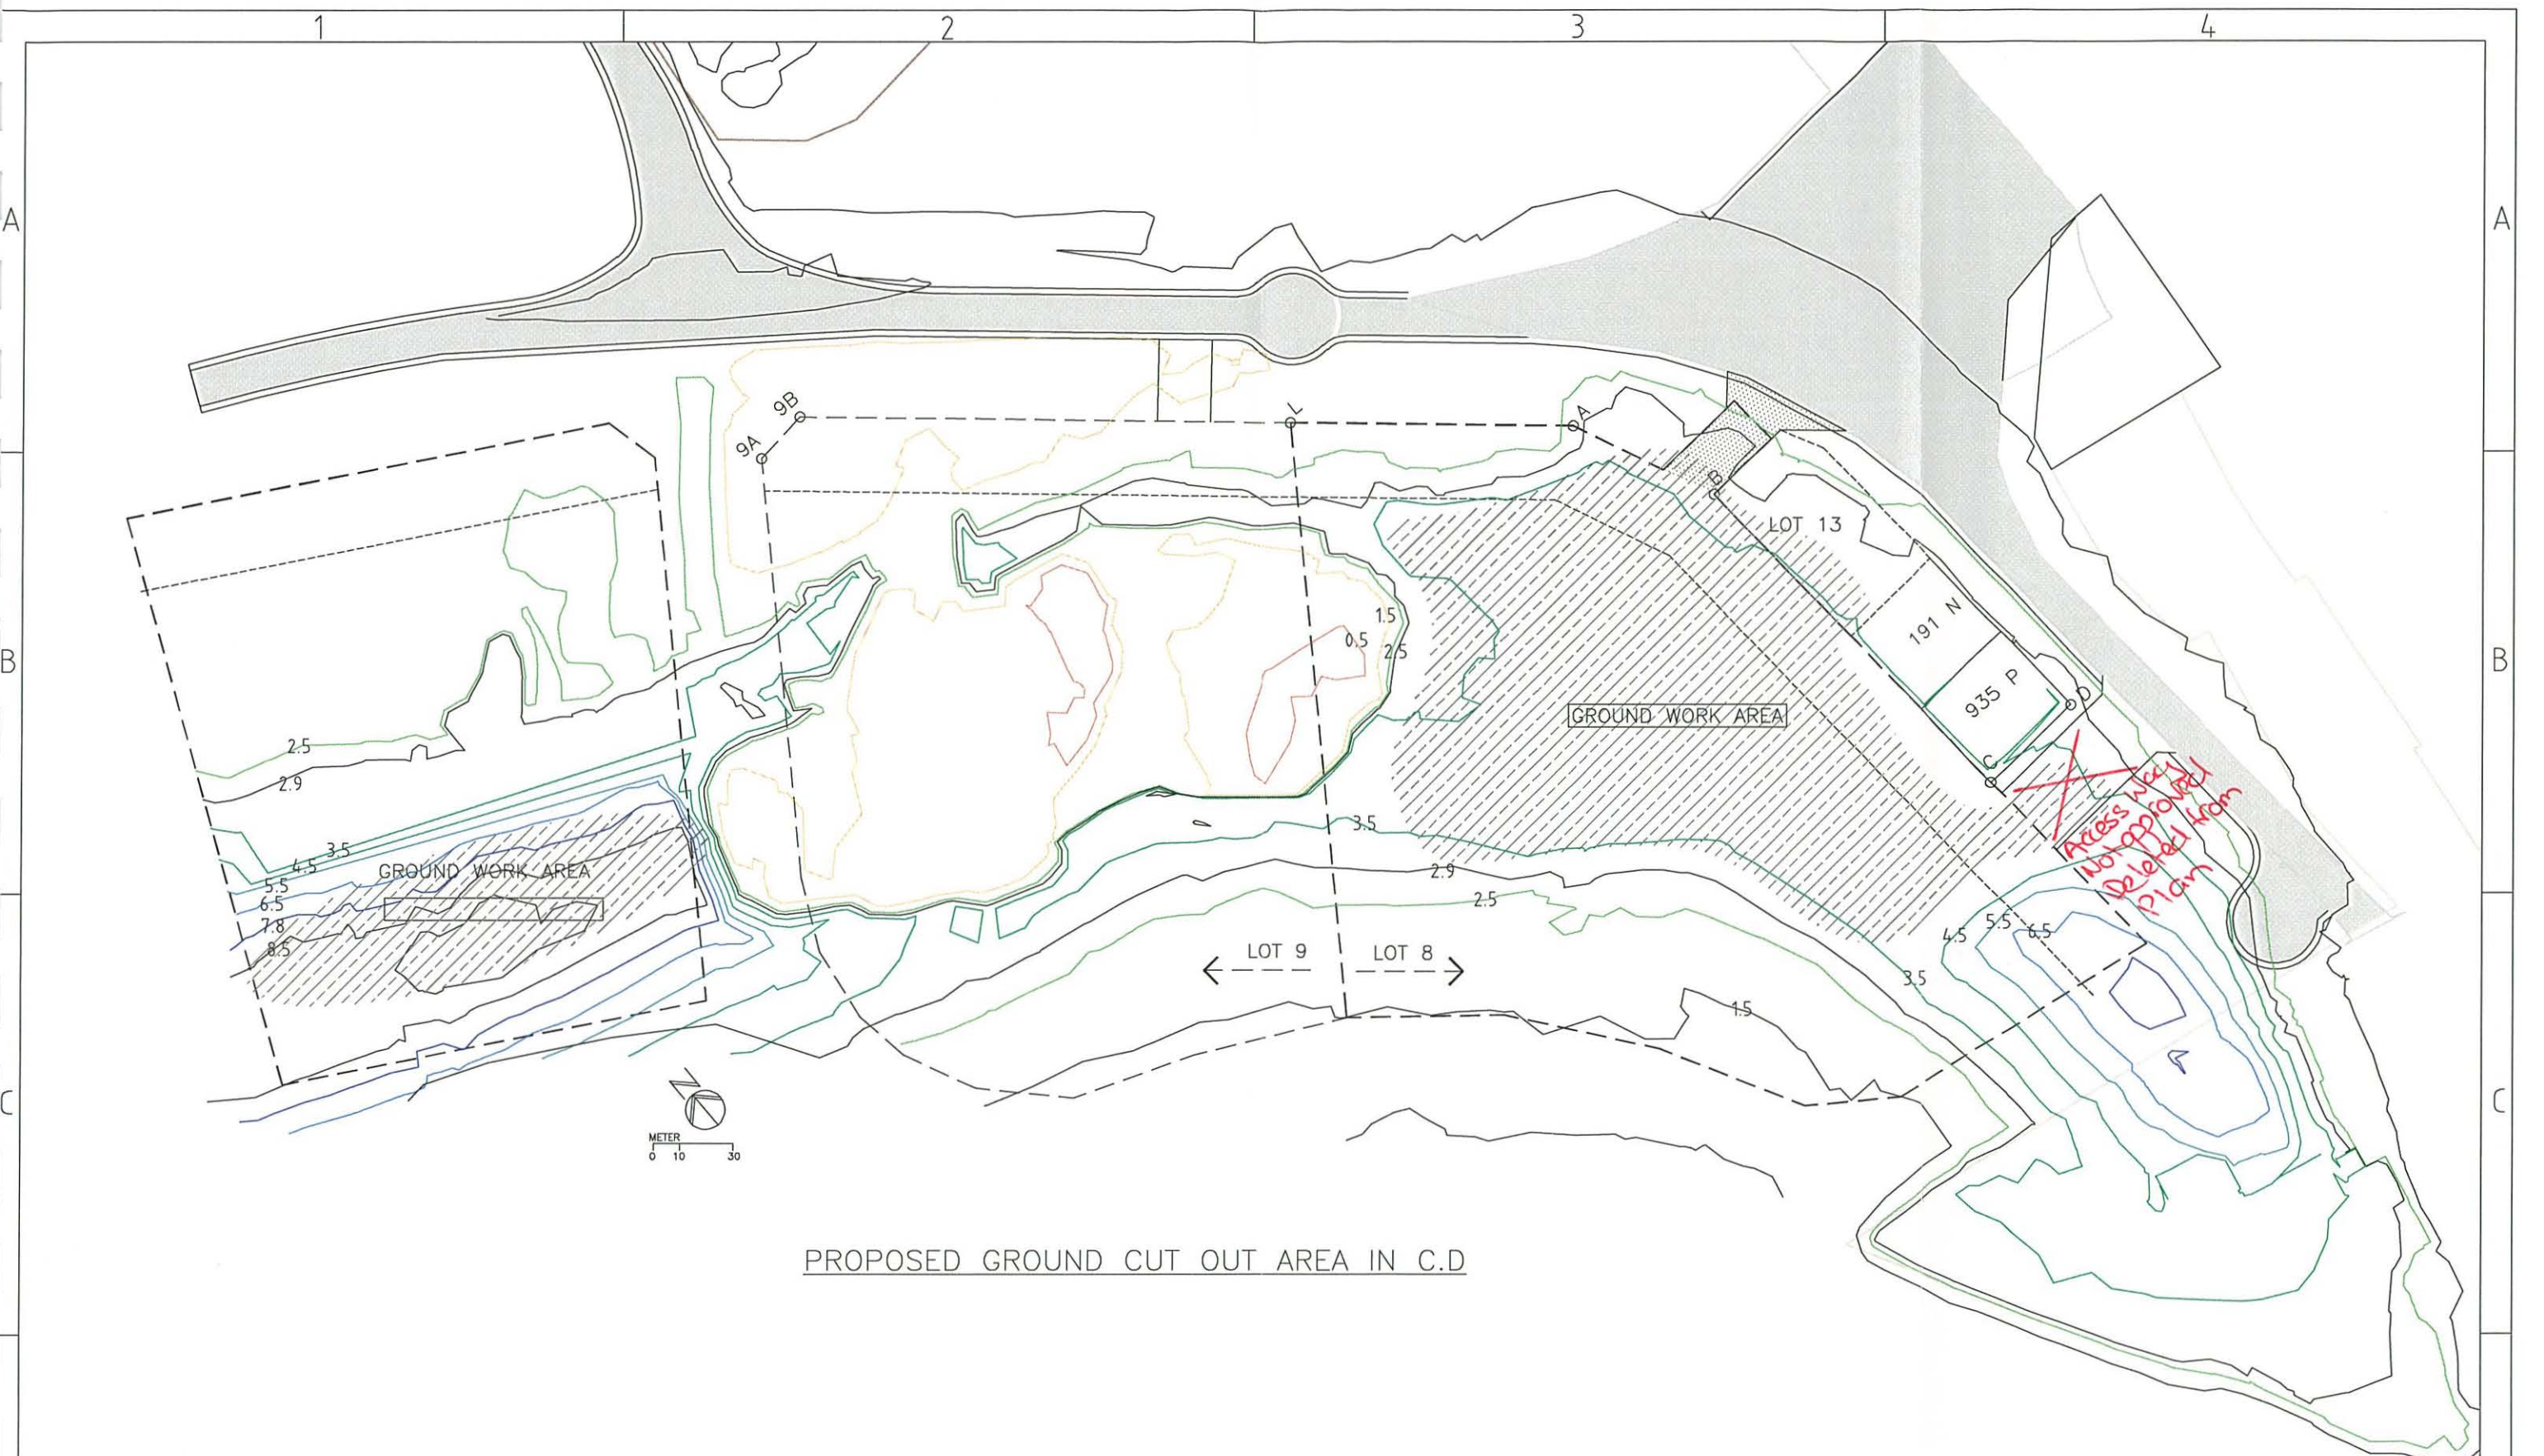 1
2
3
4
A
A
9B
L
A
9A
B
LOT 13
1.5
191 N
0.5
B
2.5
B
935 P
D
GROUND WORK AREA
2.5
C
2.9
Access way
Not approved
Deleted from
plan
3.5
3.5
4.5
GROUND WORK AREA
2.9
5.5
2.5
6.5
7.8
5.5
6.5
4.5
8.5
LOT 9
LOT 8
3.5
1.5
N
C
C
METER
0 10 30
PROPOSED GROUND CUT OUT AREA IN C.D